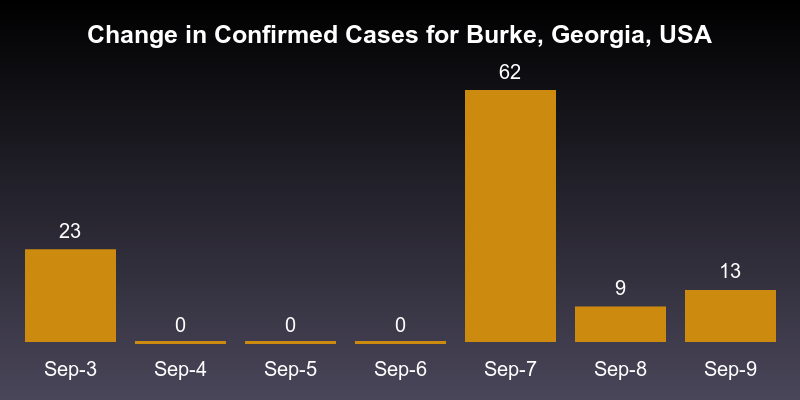 Change in Confirmed Cases for Burke, Georgia, USA
62
23
13
9
0 0 0
Sep-3 Sep-4 Sep-5 Sep-6 Sep-7 Sep-8 Sep-9